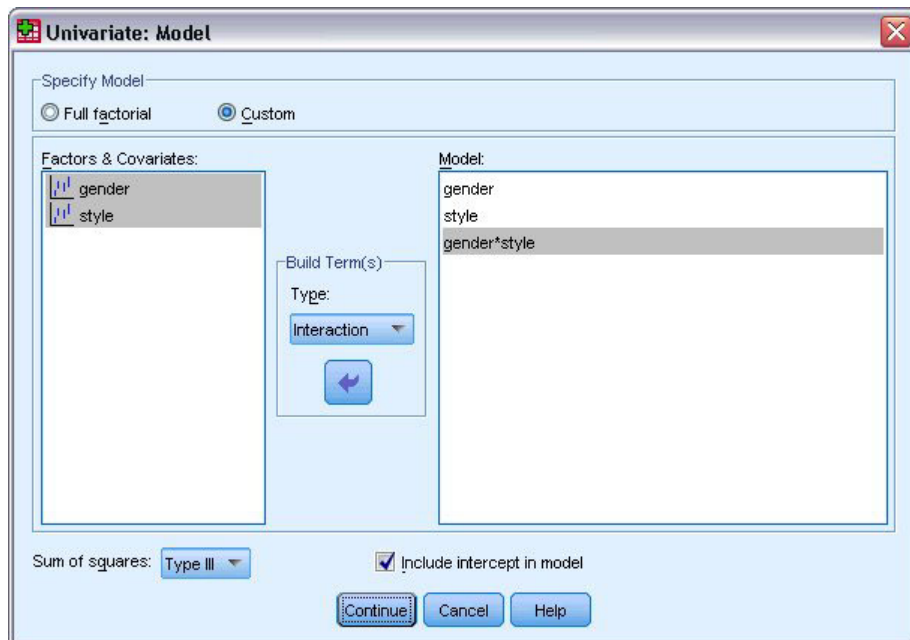 Univariate: Model
Specify Model
Full factorial
Custom
Factors & Covariates:
gender
style
Build Term(s)
Type:
Interaction
Model:
gender
style
gender*style
Sum of squares:
Type III
Include intercept in model
Continue
Cancel
Help